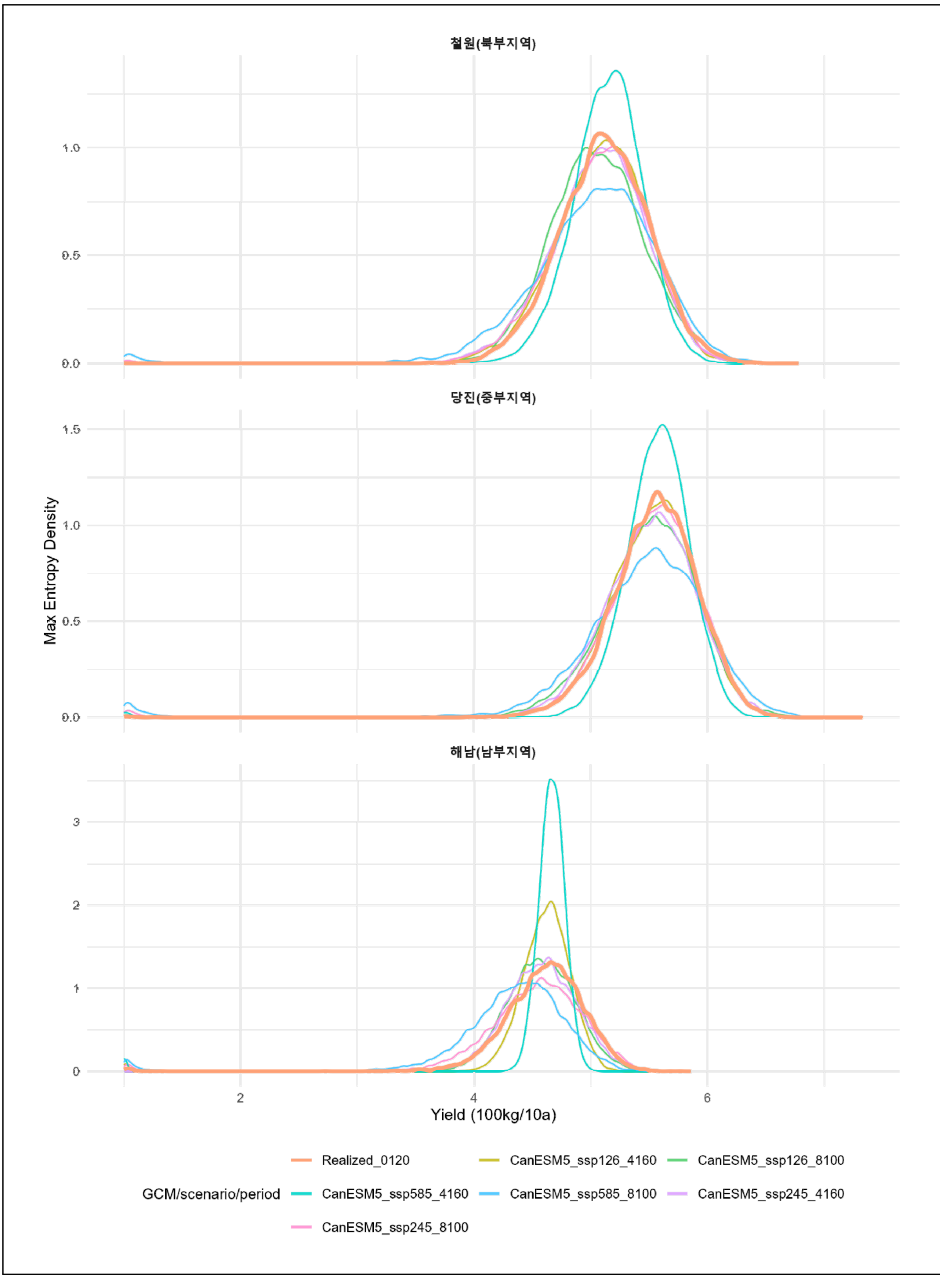 철원(북부지역)
1.0
0.5
0.0
당진(중부지역)
1.5
1.0
0.5
0.0
Max Entropy Density
해남(남부지역)
3
2
1
0
2 4 6
Yield (100kg/10a)
Realized_0120 CanESM5_ssp126_4160 CanESM5_ssp126_8100
GCM/scenario/period CanESM5_ssp585_4160 CanESM5_ssp585_8100 CanESM5_ssp245_4160
CanESM5_ssp245_8100